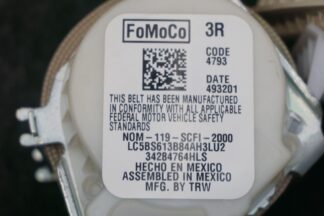 FoMoCo 3R
CODE
4793
DATE
493201
THIS BELT HAS BEEN MANUFACTURED
IN CONFORMITY WITH ALL APPLICABLE
FEDERAL MOTOR VEHICLE SAFETY
STANDARDS
NOM-119-SCFI-2000
LC5BS613B84AH3LU2
342B4764HLS
HECHO EN MEXICO
ASSEMBLED IN MEXICO
MFG. BY TRW